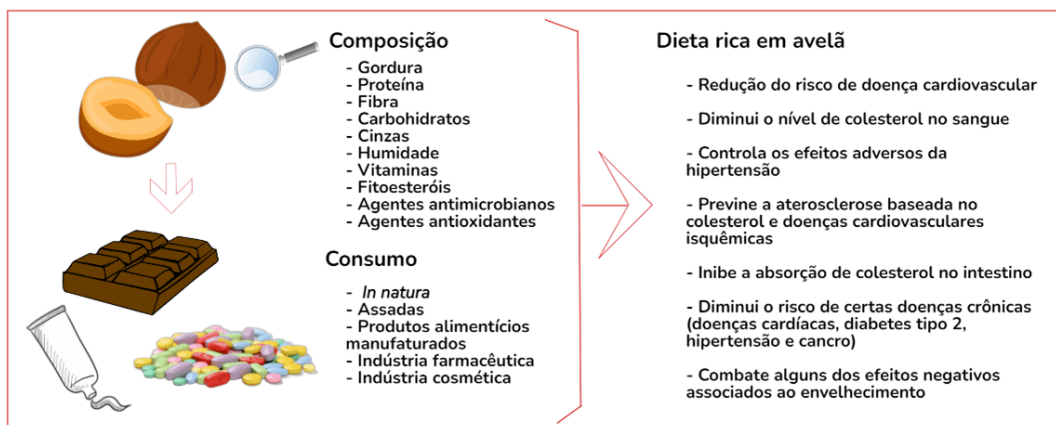 Composição
- Gordura
- Proteína
- Fibra
- Carbohidratos
- Cinzas
- Humidade
- Vitaminas
- Fitoesteróis
- Agentes antimicrobianos
- Agentes antioxidantes
Consumo
- In natura
- Assadas
- Produtos alimentícios
manufaturados
- Indústria farmacêutica
- Indústria cosmética
Dieta rica em avelã
- Redução do risco de doença cardiovascular
- Diminui o nível de colesterol no sangue
- Controla os efeitos adversos da
hipertensão
- Previne a aterosclerose baseada no
colesterol e doenças cardiovasculares
isquêmicas
- Inibe a absorção de colesterol no intestino
- Diminui o risco de certas doenças crônicas
(doenças cardíacas, diabetes tipo 2,
hipertensão e cancro)
- Combate alguns dos efeitos negativos
associados ao envelhecimento